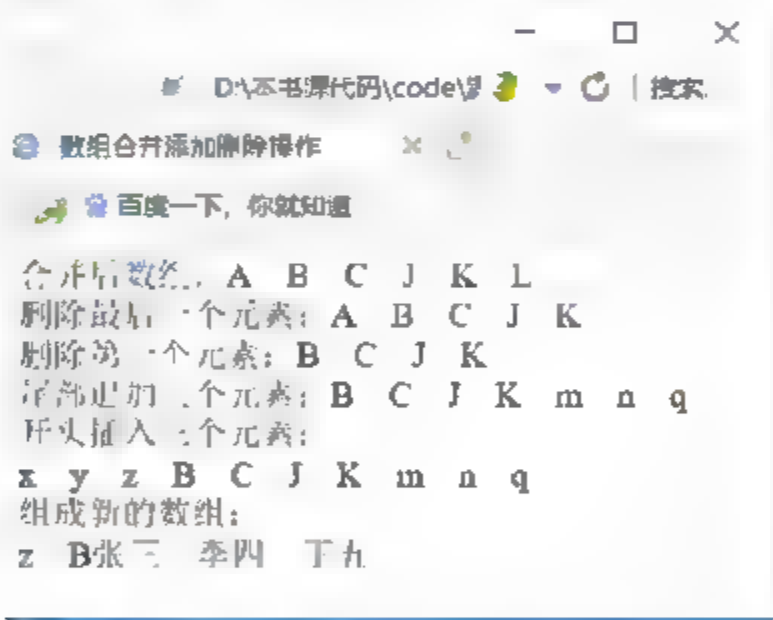 D:\本书源代码\code\ 搜索
数组合并添加删除操作
百度一下，你就知道
合并后数组: A B C J K L
删除最后一个元素: A B C J K
删除第一个元素: B C J K
尾部追加三个元素: B C J K m n q
开头插入三个元素:
x y z B C J K m n q
组成新的数组:
z B张三 李四